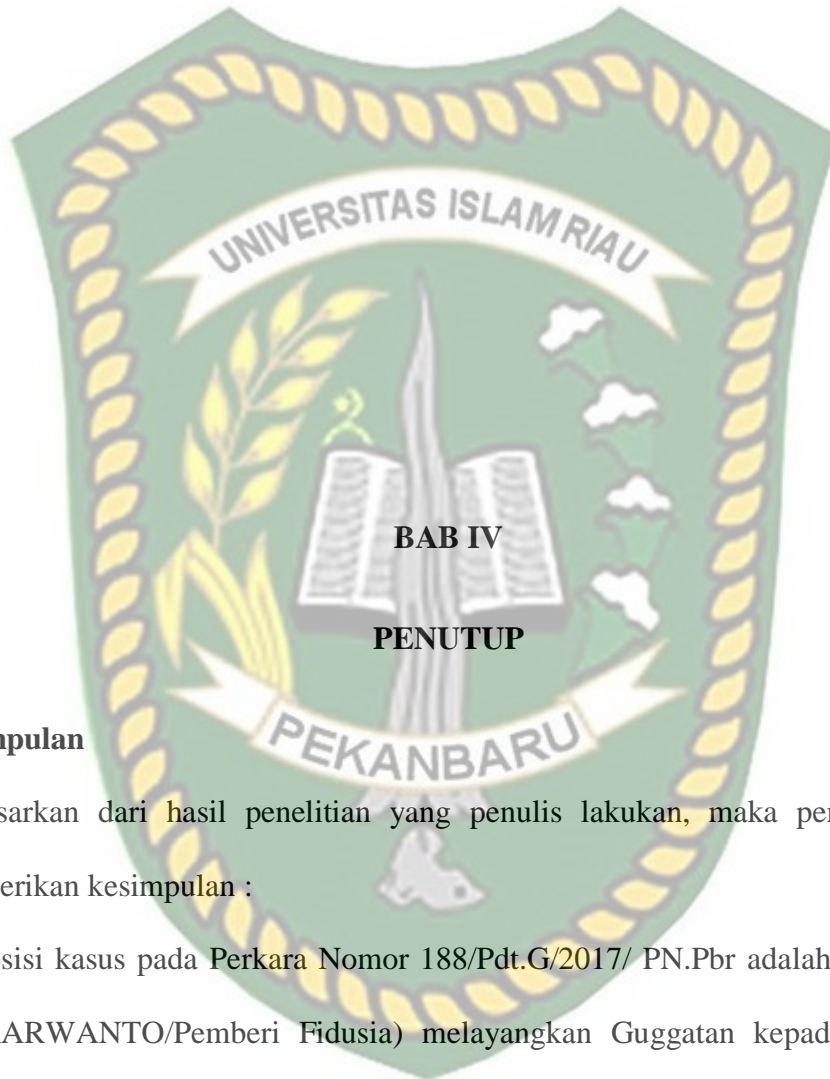 UNIVERSITAS ISLAM RIAU
BAB IV
PENUTUP
PEKANBARU
mpulan
sarkan dari hasil penelitian yang penulis lakukan, maka per
erikan kesimpulan :
sisi kasus pada Perkara Nomor 188/Pdt.G/2017/ PN.Pbr adalah
ARWANTO/Pemberi Fidusia) melayangkan Guggatan kepad